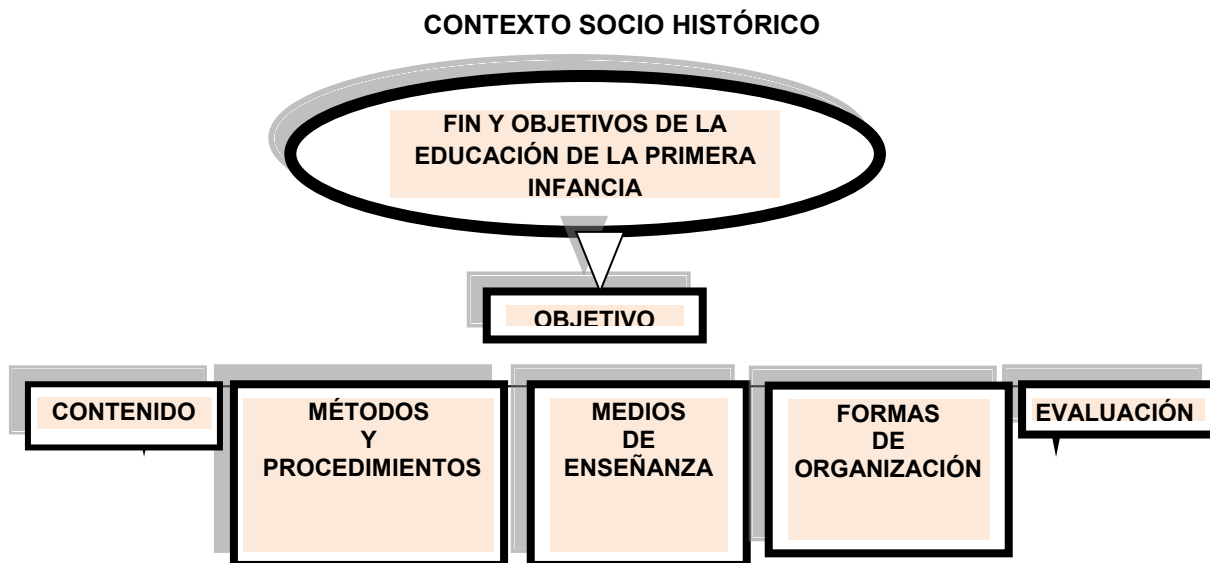 CONTEXTO SOCIO HISTÓRICO
FIN Y OBJETIVOS DE LA
EDUCACIÓN DE LA PRIMERA
INFANCIA
OBJETIVO
CONTENIDO
MÉTODOS
Y
PROCEDIMIENTOS
MEDIOS
DE
ENSEÑANZA
FORMAS
DE
ORGANIZACIÓN
EVALUACIÓN